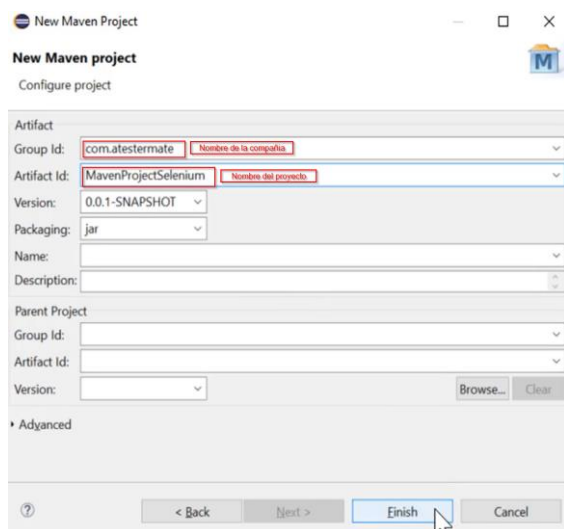 New Maven Project
New Maven project
Configure project
Artifact
Group Id: com.atestermate Nombre de la compañia
Artifact Id: MavenProjectSelenium Nombre del proyecto
Version: 0.0.1-SNAPSHOT
Packaging: jar
Name:
Description:
Parent Project
Group Id:
Artifact Id:
Version: Browse... Clear
Advanced
? < Back Next > Finish Cancel